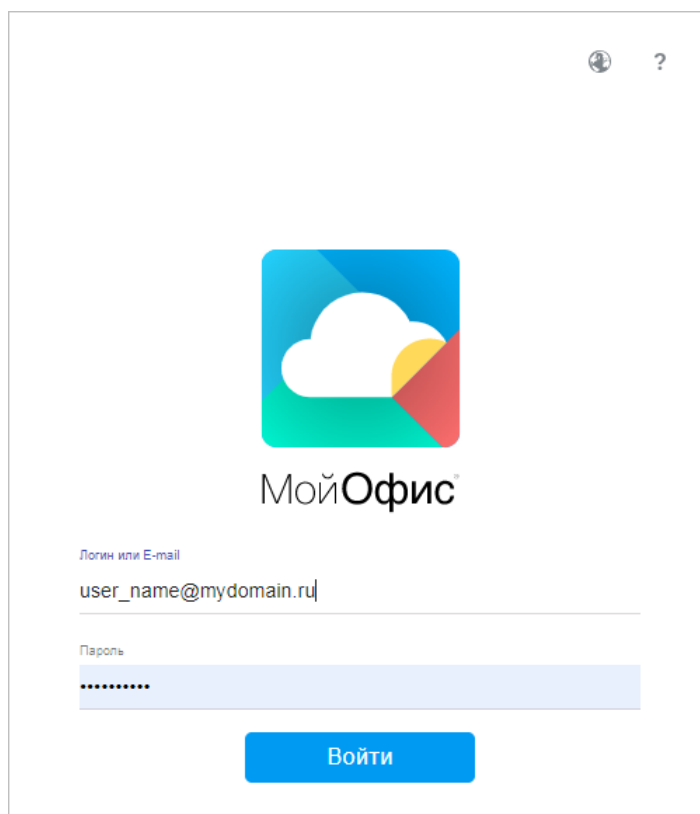 ?
МойОфис®
Логин или E-mail
user_name@mydomain.ru
Пароль
••••••••••
Войти